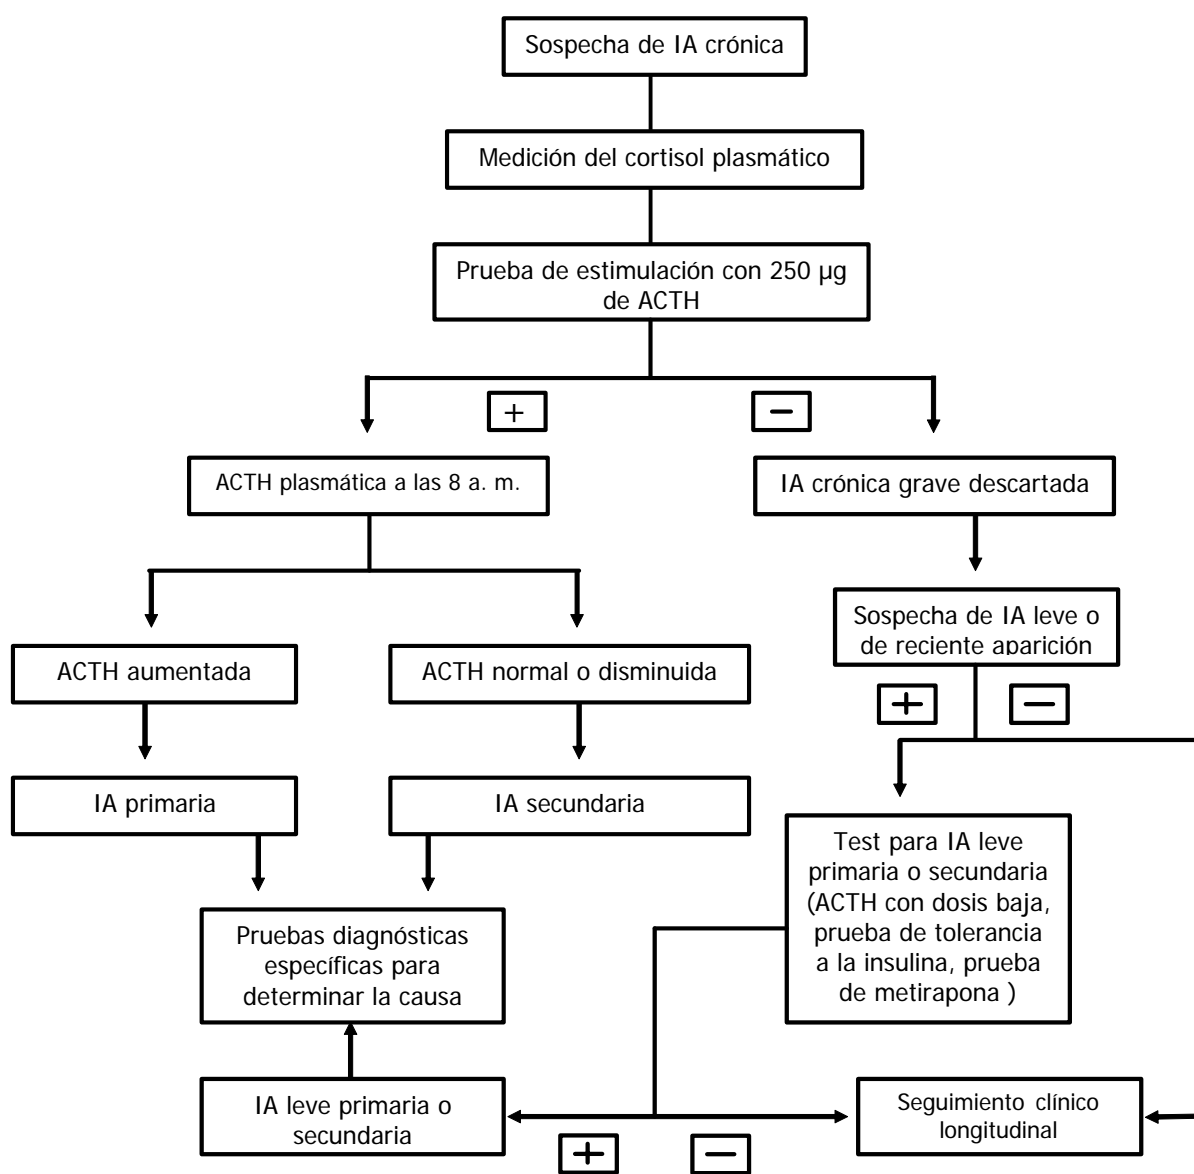 Sospecha de IA crónica
Medición del cortisol plasmático
Prueba de estimulación con 250 µg
de ACTH
+
−
ACTH plasmática a las 8 a. m.
IA crónica grave descartada
ACTH aumentada
ACTH normal o disminuida
Sospecha de IA leve o
de reciente aparición
+
−
IA primaria
IA secundaria
Test para IA leve
primaria o secundaria
(ACTH con dosis baja,
prueba de tolerancia
a la insulina, prueba
de metirapona )
Pruebas diagnósticas
específicas para
determinar la causa
IA leve primaria o
secundaria
Seguimiento clínico
longitudinal
+
−